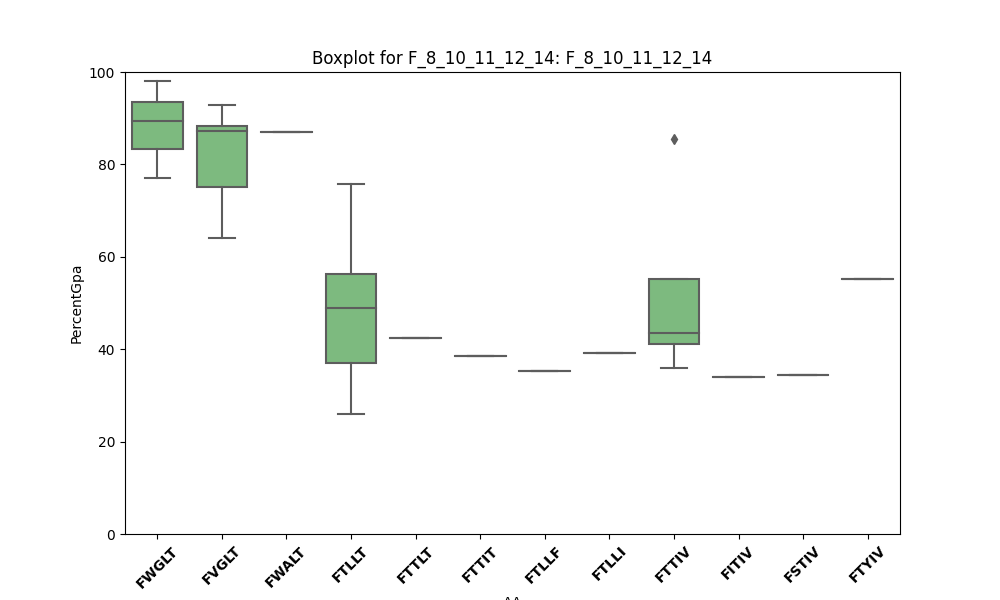 Boxplot for F_8_10_11_12_14: F_8_10_11_12_14
100
80
60
40
20
0
PercentGpa
FWGLT
FVGLT
FWALT
FTLLT
FTTLT
FTTIT
FTLLF
FTLLI
FTTIV
FITIV
FSTIV
FTYIV